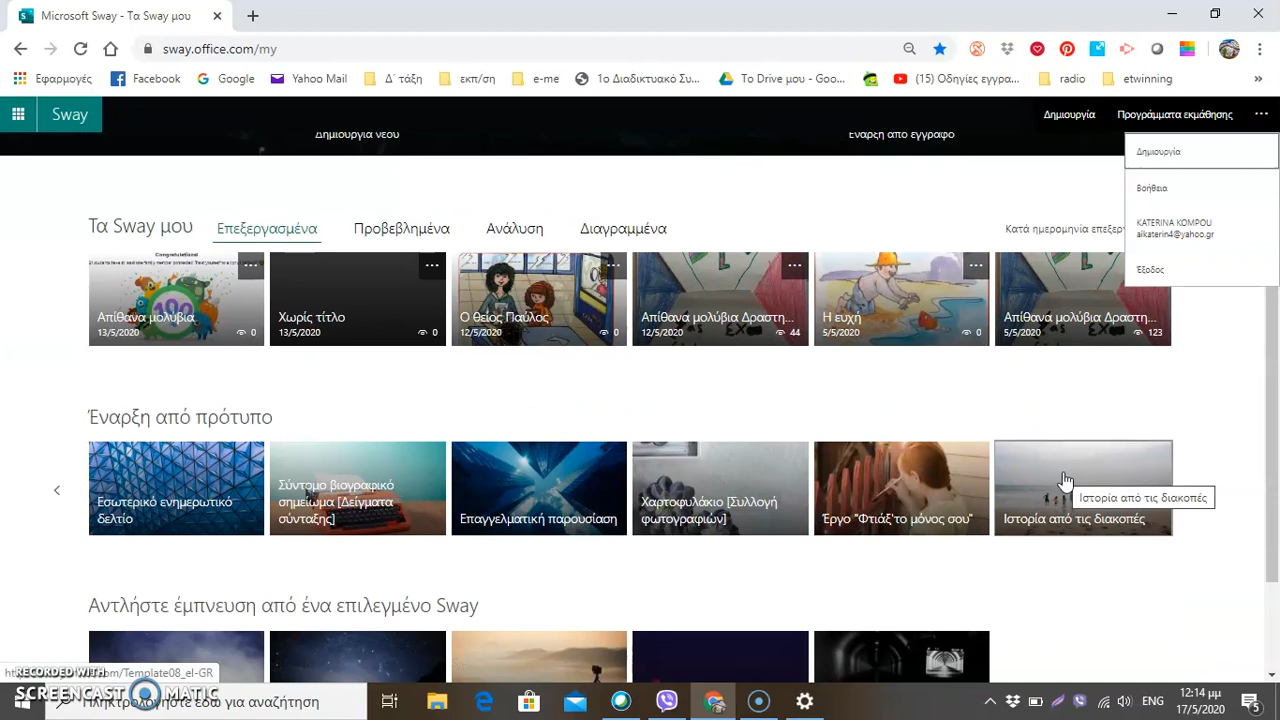 Microsoft Sway - Τα Sway μου
sway.office.com/my
Εφαρμογές
Facebook
Google
Yahoo Mail
Δ΄ τάξη
εκπ/ση
e-me
1ο Διαδικτυακό Συ...
Το Drive μου - Goo...
(15) Οδηγίες εγγρα...
radio
etwinning
»
Sway
Δημιουργία
Προγράμματα εκμάθησης
Δημιουργία νέου
Έναρξη από έγγραφο
Δημιουργία
Βοήθεια
KATERINA KOMPOU
aikaterin4@yahoo.gr
Έξοδος
Τα Sway μου
Επεξεργασμένα
Προβεβλημένα
Ανάλυση
Διαγραμμένα
Κατά ημερομηνία επεξερ
Congratulations!
Απίθανα μολύβια
13/5/2020
0
Χωρίς τίτλο
13/5/2020
0
Ο θείος Παύλος
12/5/2020
0
Απίθανα μολύβια Δραστη...
12/5/2020
44
Η ευχή
5/5/2020
0
Απίθανα μολύβια Δραστη...
5/5/2020
123
Έναρξη από πρότυπο
Εσωτερικό ενημερωτικό
δελτίο
Σύντομο βιογραφικό
σημείωμα [Δείγματα
σύνταξης]
Επαγγελματική παρουσίαση
Χαρτοφυλάκιο [Συλλογή
φωτογραφιών]
Έργο "Φτιάξ'το μόνος σου"
Ιστορία από τις διακοπές
Ιστορία από τις διακοπές
Αντλήστε έμπνευση από ένα επιλεγμένο Sway
com/Template08_el-GR
RECORDED WITH
SCREENCAST MATIC
Πληκτρολογήστε εδώ για αναζήτηση
ENG
12:14 μμ
17/5/2020
5